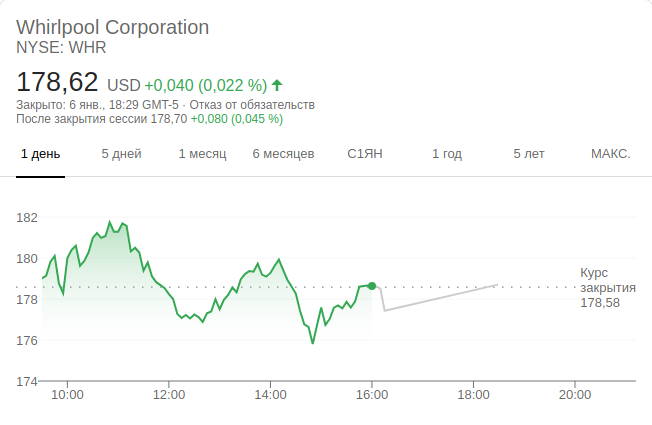 Whirlpool Corporation
NYSE: WHR
178,62 USD +0,040 (0,022 %)
Закрыто: 6 янв., 18:29 GMT-5 · Отказ от обязательств
После закрытия сессии 178,70 +0,080 (0,045 %)
1 день 5 дней 1 месяц 6 месяцев С1ЯН 1 год 5 лет МАКС.
182
180
178
176
174
Курс
закрытия
178,58
10:00 12:00 14:00 16:00 18:00 20:00